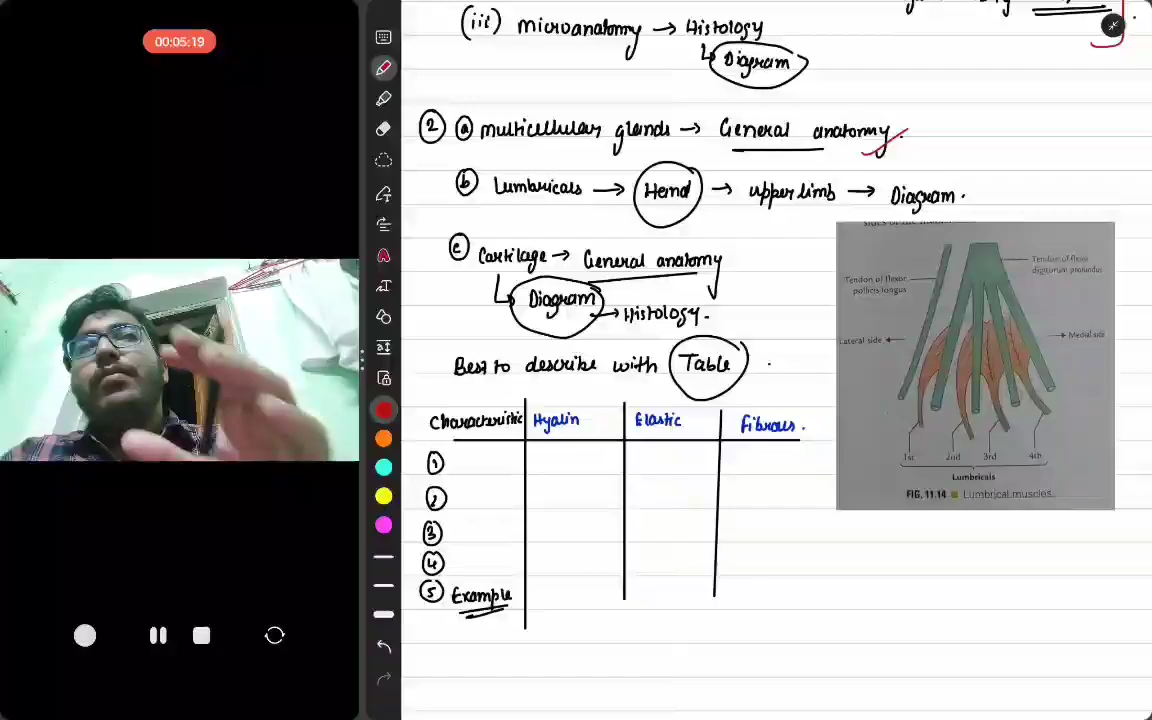 00:05:19
(iii) microanatomy → Histology
↳ Diagram
② ⓐ multicellular glands → General anatomy.
ⓑ Lumbricals → Hand → upper limb → Diagram.
ⓒ Cartilage → General anatomy
↳ Diagram → Histology.
Best to describe with Table
Characteristic Hyalin Elastic Fibrous.
①
②
③
④
⑤ Example
Tendon of flexor digitorum profundus
Tendon of flexor pollicis longus
Lateral side
Medial side
1st 2nd 3rd 4th
Lumbricals
FIG. 11.14 Lumbrical muscles.